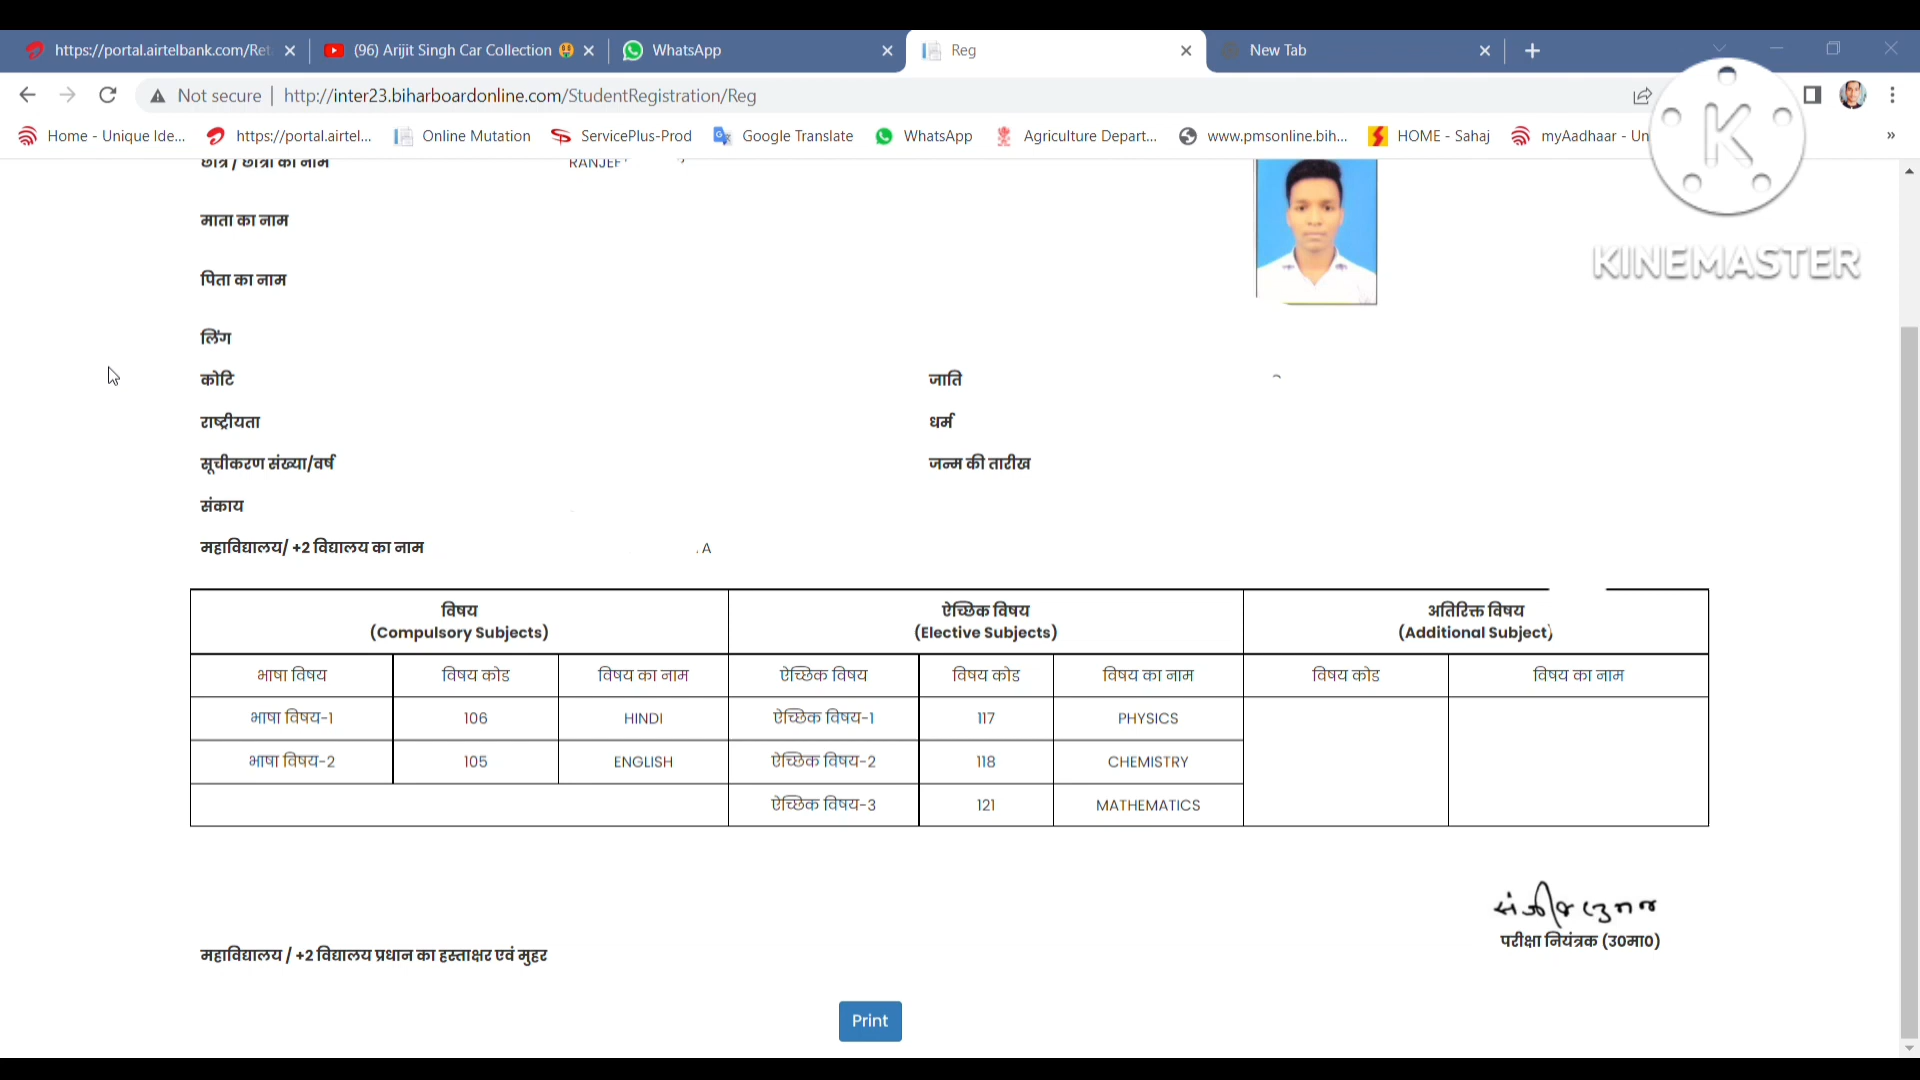 https://portal.airtelbank.com/Ret
(96) Arijit Singh Car Collection 🤑
WhatsApp
Reg
New Tab
Not secure | http://inter23.biharboardonline.com/StudentRegistration/Reg
Home - Unique Ide...
https://portal.airtel...
Online Mutation
ServicePlus-Prod
Google Translate
WhatsApp
Agriculture Depart...
www.pmsonline.bih...
HOME - Sahaj
myAadhaar - Un
K
KINEMASTER
छात्र / छात्रा का नाम
माता का नाम
पिता का नाम
लिंग
कोटि जाति
राष्ट्रीयता धर्म
सूचीकरण संख्या/वर्ष जन्म की तारीख
संकाय
महाविद्यालय/ +2 विद्यालय का नाम . A
विषय ऐच्छिक विषय अतिरिक्त विषय
(Compulsory Subjects) (Elective Subjects) (Additional Subject)
भाषा विषय विषय कोड विषय का नाम ऐच्छिक विषय विषय कोड विषय का नाम विषय कोड विषय का नाम
भाषा विषय-1 106 HINDI ऐच्छिक विषय-1 117 PHYSICS
भाषा विषय-2 105 ENGLISH ऐच्छिक विषय-2 118 CHEMISTRY
ऐच्छिक विषय-3 121 MATHEMATICS
परीक्षा नियंत्रक (उ0मा0)
महाविद्यालय / +2 विद्यालय प्रधान का हस्ताक्षर एवं मुहर
Print